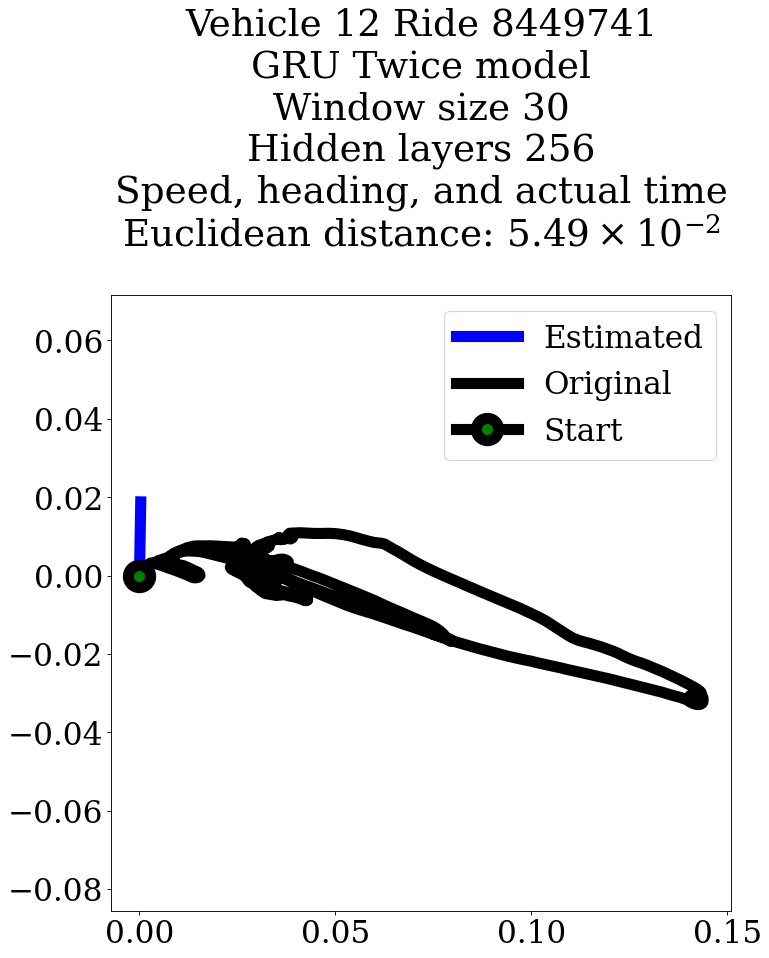 Vehicle 12 Ride 8449741
GRU Twice model
Window size 30
Hidden layers 256
Speed, heading, and actual time
Euclidean distance: 5.49 × 10⁻²
Estimated
Original
Start
0.06
0.04
0.02
0.00
−0.02
−0.04
−0.06
−0.08
0.00 0.05 0.10 0.15